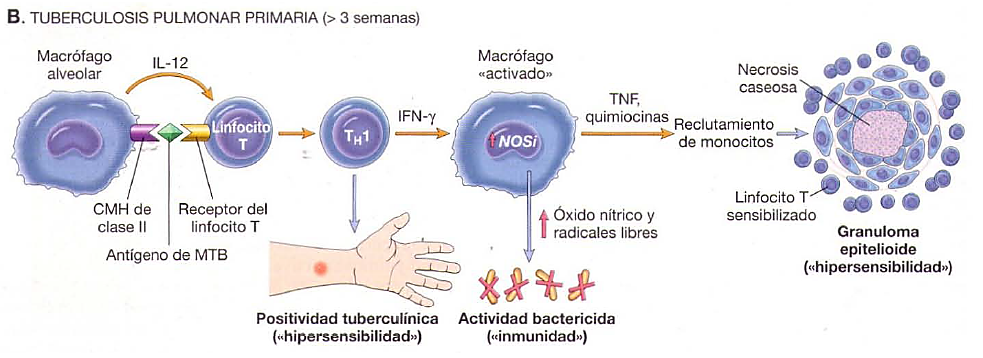 B. TUBERCULOSIS PULMONAR PRIMARIA (> 3 semanas)
Macrófago
alveolar
IL-12
Linfocito
T
CMH de
clase II
Receptor del
linfocito T
Antígeno de MTB
TH1
IFN-γ
Macrófago
«activado»
NOSi
TNF,
quimiocinas
Reclutamiento
de monocitos
Necrosis
caseosa
Linfocito T
sensibilizado
Granuloma
epitelioide
(«hipersensibilidad»)
Óxido nítrico y
radicales libres
Positividad tuberculínica
(«hipersensibilidad»)
Actividad bactericida
(«inmunidad»)